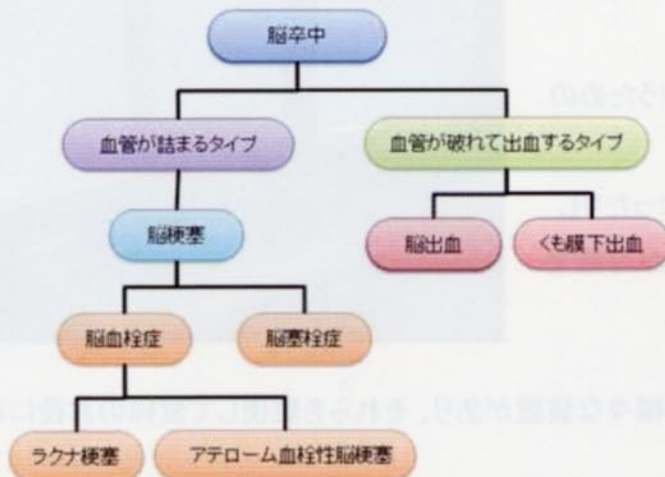 脳卒中
血管が詰まるタイプ
血管が破れて出血するタイプ
脳梗塞
脳出血
くも膜下出血
脳血栓症
脳塞栓症
ラクナ梗塞
アテローム血栓性脳梗塞